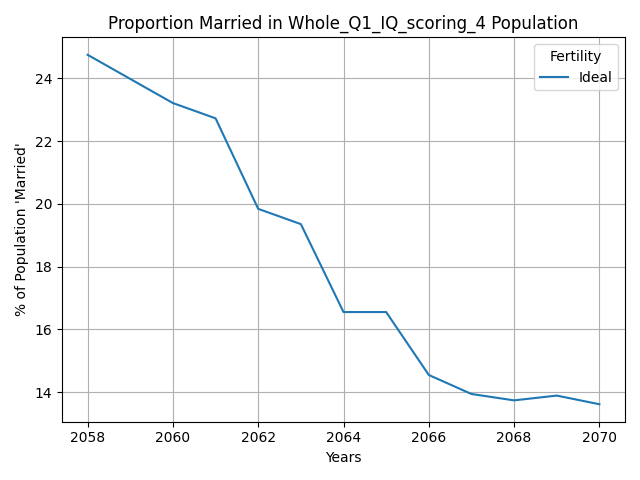 Proportion Married in Whole_Q1_IQ_scoring_4 Population
Fertility
Ideal
% of Population 'Married'
24
22
20
18
16
14
2058 2060 2062 2064 2066 2068 2070
Years